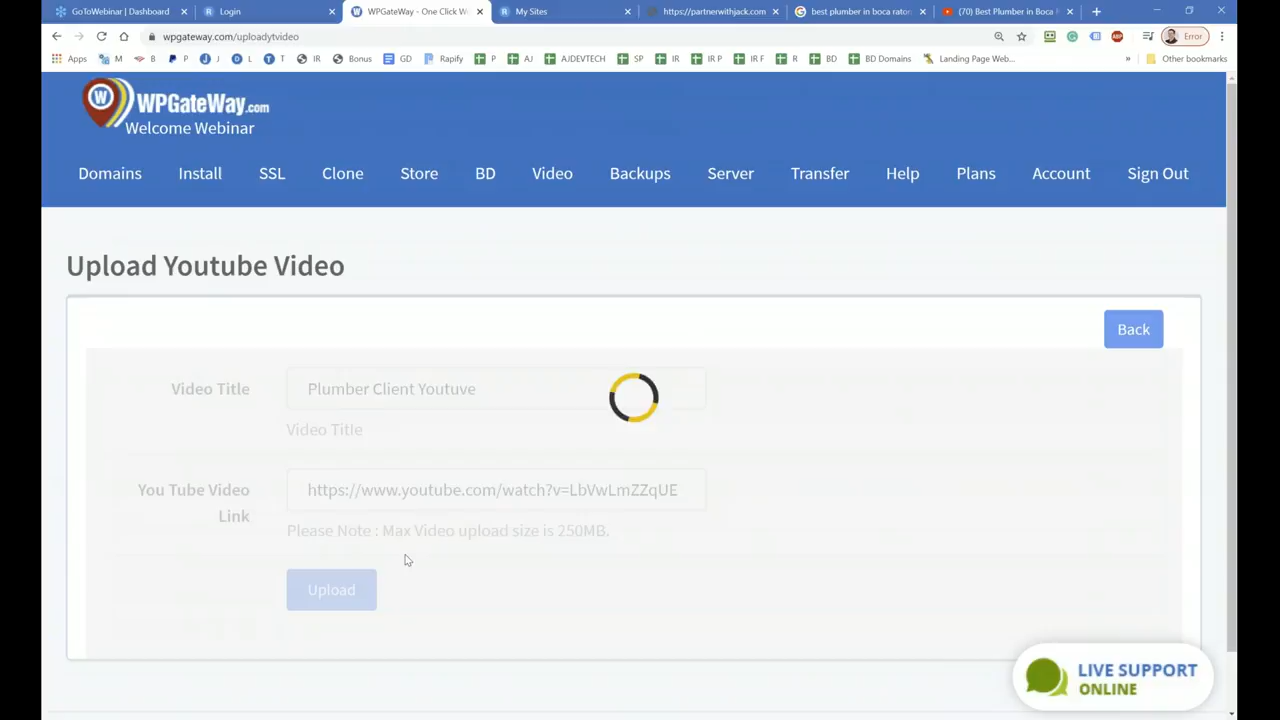 GoToWebinar | Dashboard
Login
WPGateWay - One Click W
My Sites
https://partnerwithjack.com
best plumber in boca raton
(70) Best Plumber in Boca R
wpgateway.com/uploadytvideo
Error
Apps M B P J L T IR Bonus GD Rapify P AJ AJDEVTECH SP IR IR P IR F R BD BD Domains Landing Page Web... » Other bookmarks
WPGateWay.com
Welcome Webinar
Domains Install SSL Clone Store BD Video Backups Server Transfer Help Plans Account Sign Out
Upload Youtube Video
Back
Video Title
Plumber Client Youtuve
Video Title
You Tube Video
Link
https://www.youtube.com/watch?v=LbVwLmZZqUE
Please Note : Max Video upload size is 250MB.
Upload
LIVE SUPPORT
ONLINE